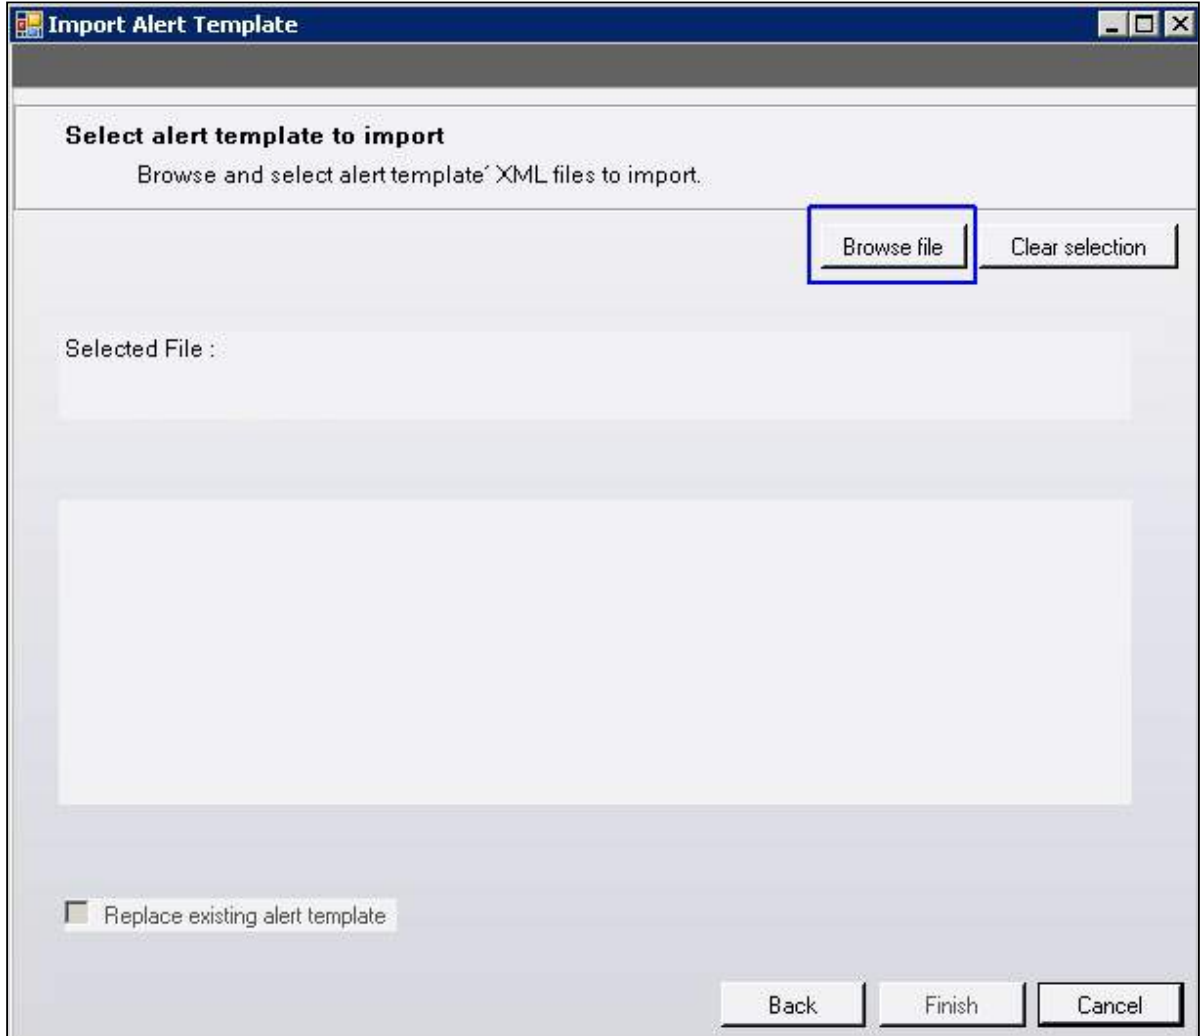 Import Alert Template
Select alert template to import
Browse and select alert template´ XML files to import.
Browse file
Clear selection
Selected File :
Replace existing alert template
Back
Finish
Cancel